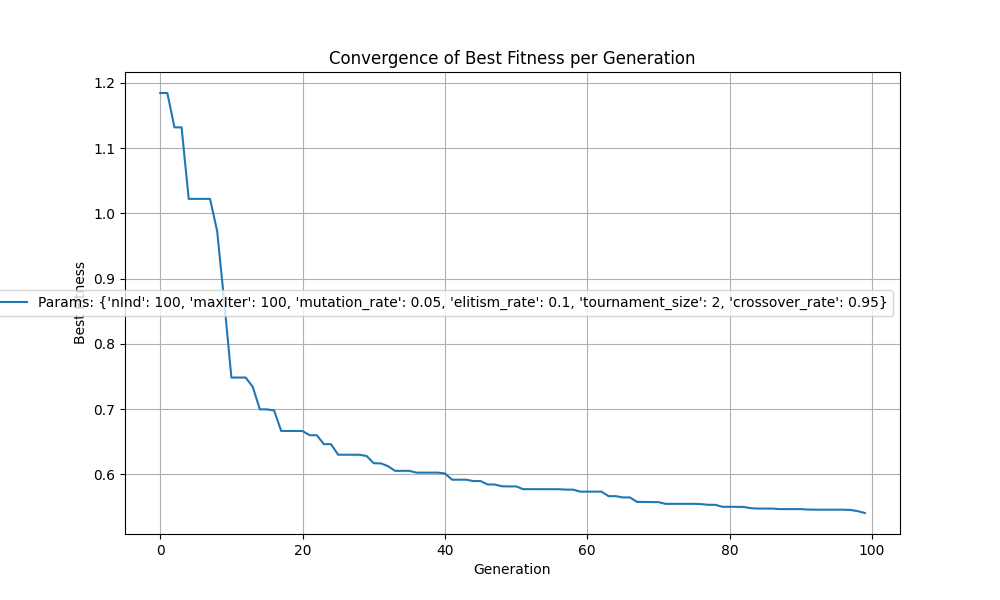 Convergence of Best Fitness per Generation
1.2
1.1
1.0
0.9
0.8
0.7
0.6
Best
ness
Params: {'nInd': 100, 'maxIter': 100, 'mutation_rate': 0.05, 'elitism_rate': 0.1, 'tournament_size': 2, 'crossover_rate': 0.95}
0 20 40 60 80 100
Generation